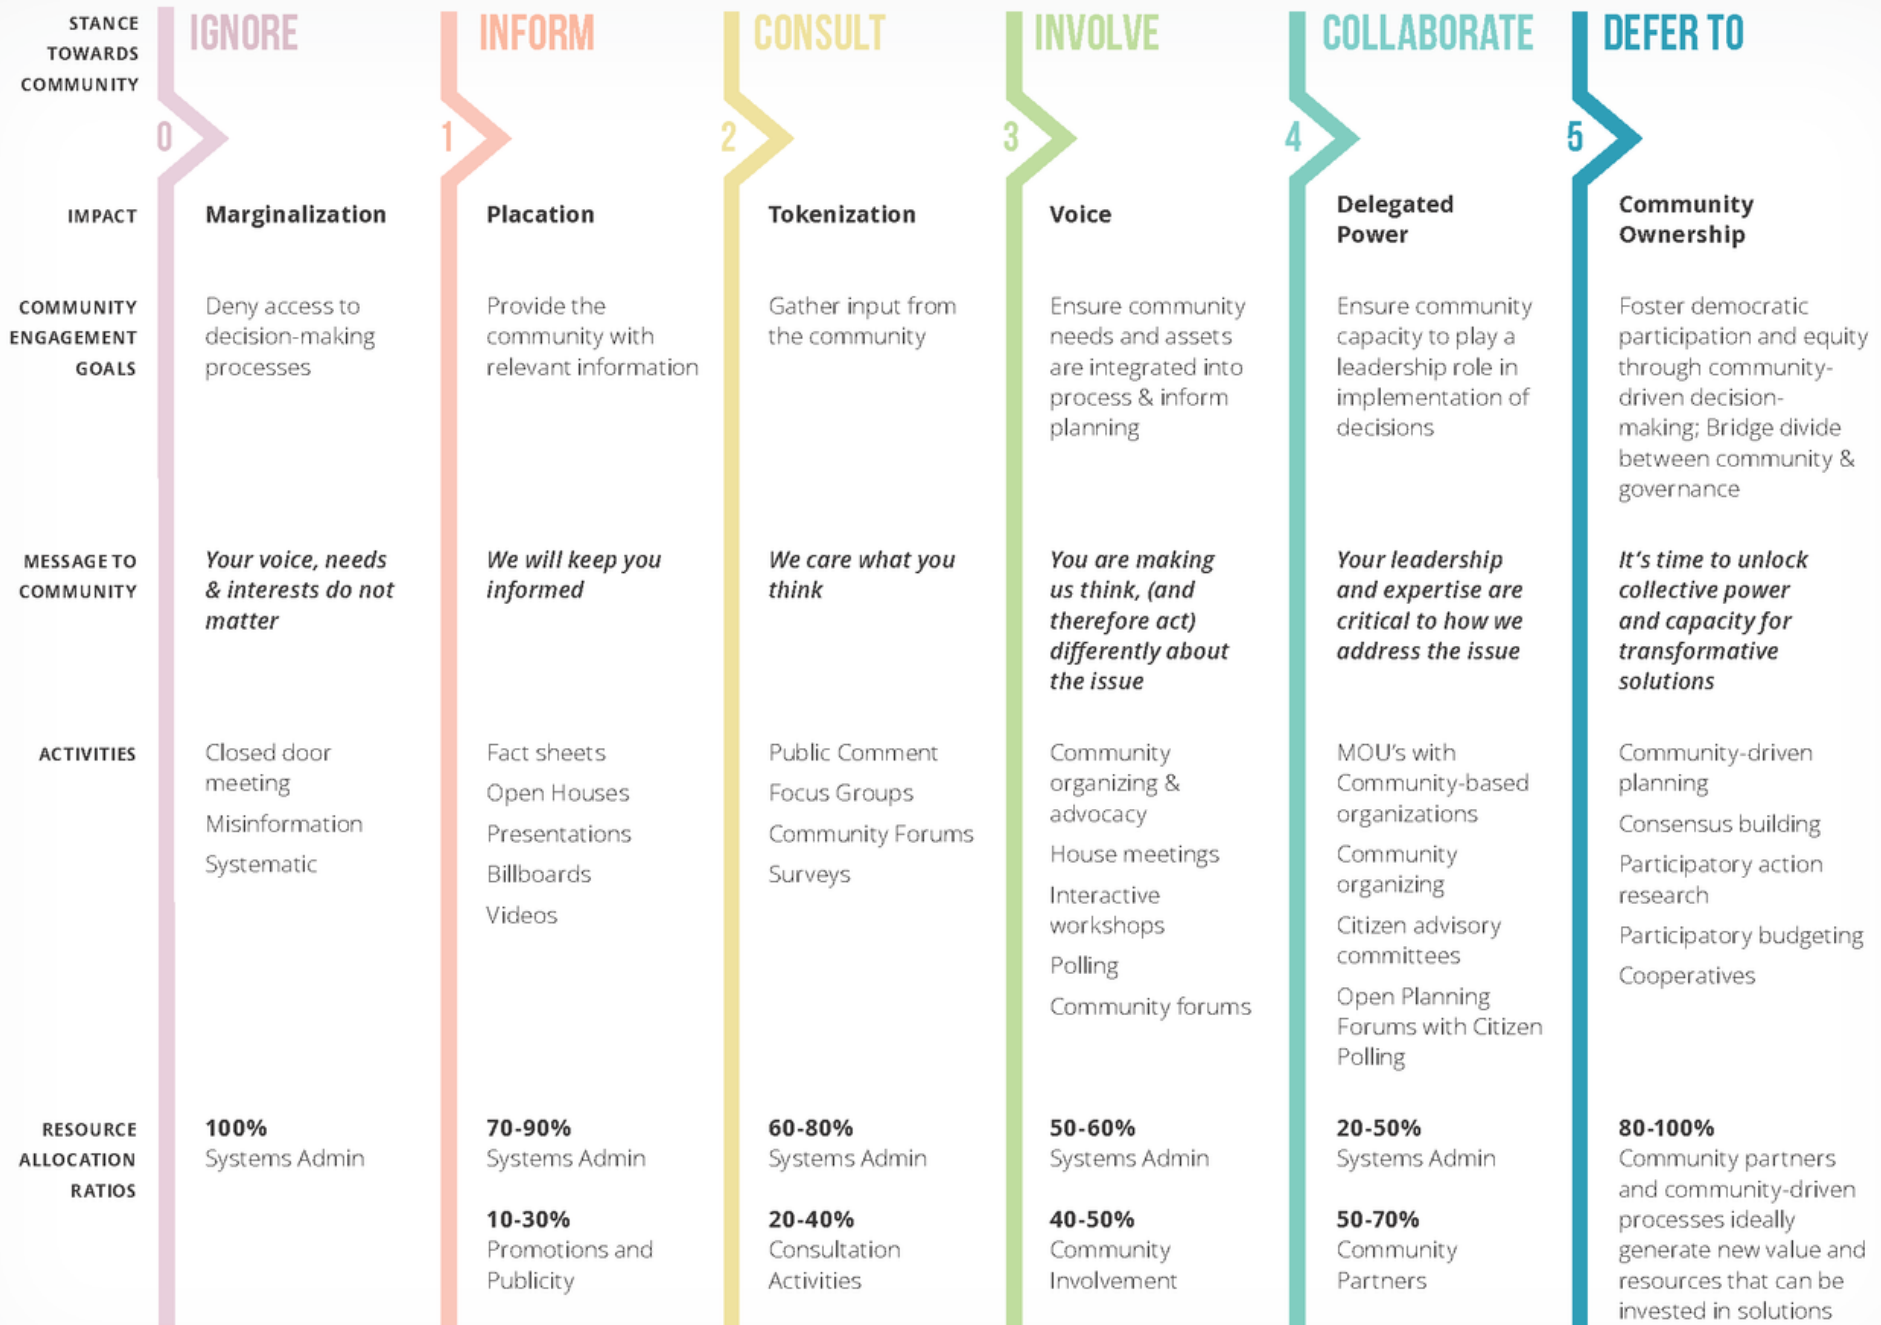 STANCE
TOWARDS
COMMUNITY
IGNORE
INFORM
CONSULT
INVOLVE
COLLABORATE
DEFER TO
0
1
2
3
4
5
IMPACT
Marginalization
Placation
Tokenization
Voice
Delegated
Power
Community
Ownership
COMMUNITY
ENGAGEMENT
GOALS
Deny access to
decision-making
processes
Provide the
community with
relevant information
Gather input from
the community
Ensure community
needs and assets
are integrated into
process & inform
planning
Ensure community
capacity to play a
leadership role in
implementation of
decisions
Foster democratic
participation and equity
through community-
driven decision-
making; Bridge divide
between community &
governance
MESSAGE TO
COMMUNITY
Your voice, needs
& interests do not
matter
We will keep you
informed
We care what you
think
You are making
us think, (and
therefore act)
differently about
the issue
Your leadership
and expertise are
critical to how we
address the issue
It's time to unlock
collective power
and capacity for
transformative
solutions
ACTIVITIES
Closed door
meeting
Misinformation
Systematic
Fact sheets
Open Houses
Presentations
Billboards
Videos
Public Comment
Focus Groups
Community Forums
Surveys
Community
organizing &
advocacy
House meetings
Interactive
workshops
Polling
Community forums
MOU's with
Community-based
organizations
Community
organizing
Citizen advisory
committees
Open Planning
Forums with Citizen
Polling
Community-driven
planning
Consensus building
Participatory action
research
Participatory budgeting
Cooperatives
RESOURCE
ALLOCATION
RATIOS
100%
Systems Admin
70-90%
Systems Admin
10-30%
Promotions and
Publicity
60-80%
Systems Admin
20-40%
Consultation
Activities
50-60%
Systems Admin
40-50%
Community
Involvement
20-50%
Systems Admin
50-70%
Community
Partners
80-100%
Community partners
and community-driven
processes ideally
generate new value and
resources that can be
invested in solutions